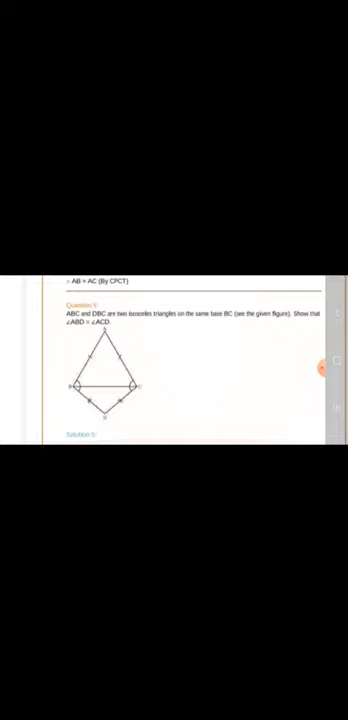 ∴ AB = AC (By CPCT)
Question 5:
ABC and DBC are two isosceles triangles on the same base BC (see the given figure). Show that
∠ABD = ∠ACD.
A
B
C
D
Solution 5: